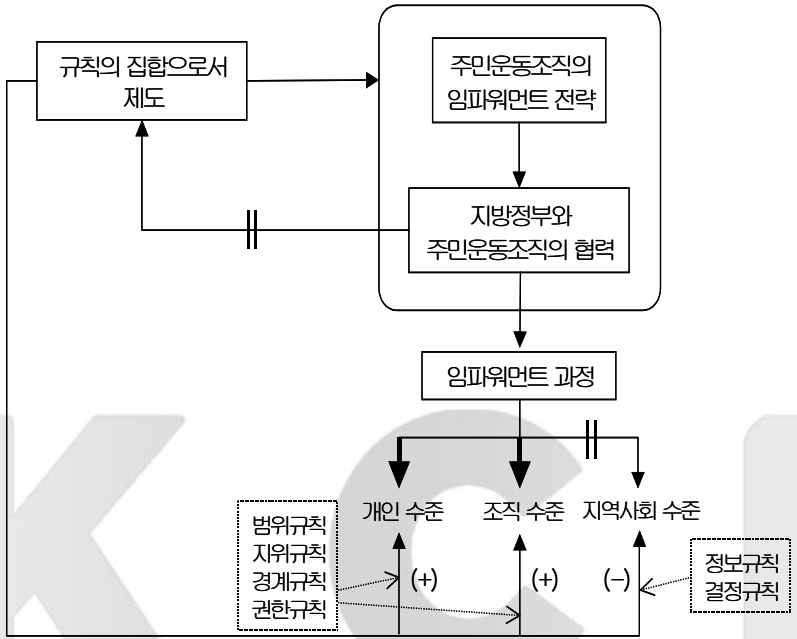 규칙의 집합으로서
제도
주민운동조직의
임파워먼트 전략
지방정부와
주민운동조직의 협력
임파워먼트 과정
개인 수준
조직 수준
지역사회 수준
범위규칙
지위규칙
경계규칙
권한규칙
(+)
(+)
(−)
정보규칙
결정규칙
K C I